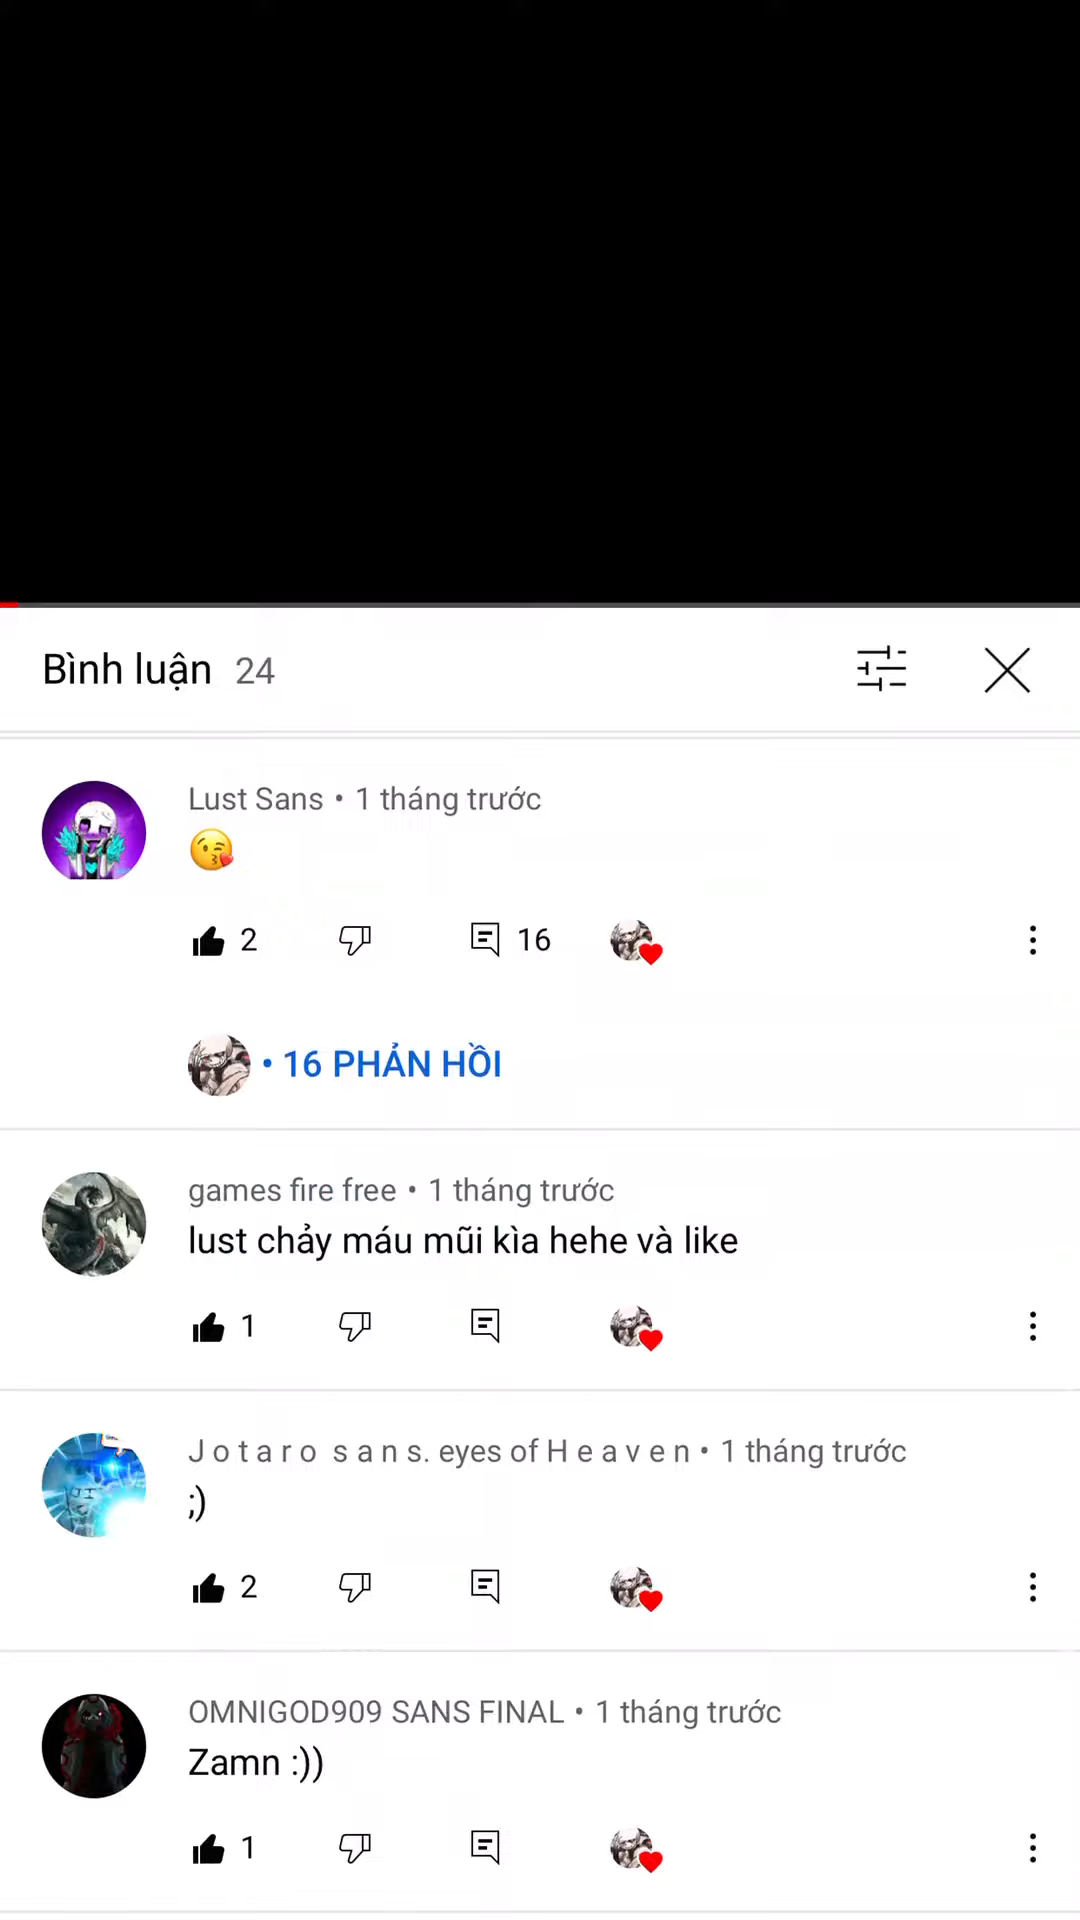 Bình luận 24
Lust Sans • 1 tháng trước
😘
2 16
• 16 PHẢN HỒI
games fire free • 1 tháng trước
lust chảy máu mũi kìa hehe và like
1
J o t a r o s a n s. eyes of H e a v e n • 1 tháng trước
;)
2
OMNIGOD909 SANS FINAL • 1 tháng trước
Zamn :))
1